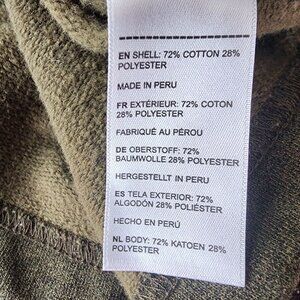 EN SHELL: 72% COTTON 28%
POLYESTER
MADE IN PERU
FR EXTÉRIEUR: 72% COTON
28% POLYESTER
FABRIQUÉ AU PÉROU
DE OBERSTOFF: 72%
BAUMWOLLE 28% POLYESTER
HERGESTELLT IN PERU
ES TELA EXTERIOR: 72%
ALGODÓN 28% POLIÉSTER
HECHO EN PERÚ
NL BODY: 72% KATOEN 28%
POLYESTER